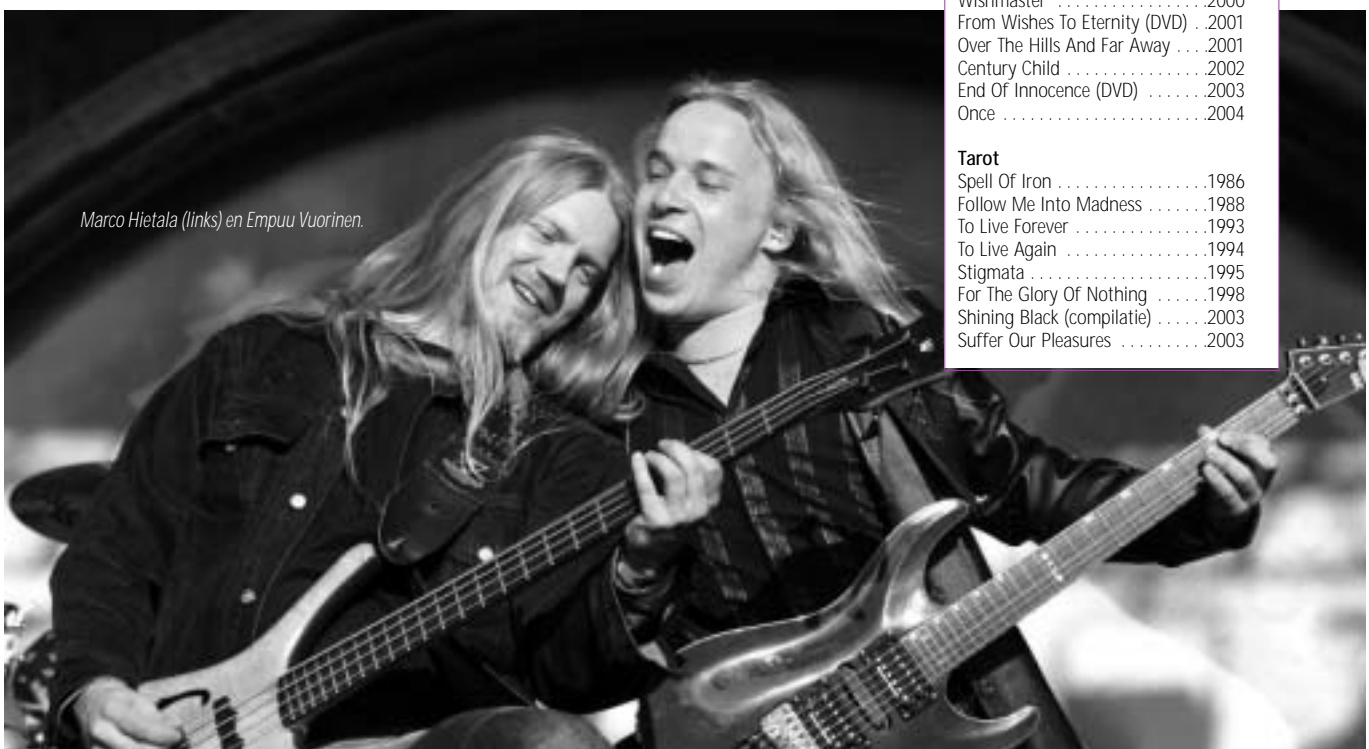 Wishmaster . . . . . . . . . . . . . . . . .2000
From Wishes To Eternity (DVD) . .2001
Over The Hills And Far Away . . . .2001
Century Child . . . . . . . . . . . . . . . .2002
End Of Innocence (DVD) . . . . . . .2003
Once . . . . . . . . . . . . . . . . . . . . . . .2004
Tarot
Spell Of Iron . . . . . . . . . . . . . . . . .1986
Follow Me Into Madness . . . . . . .1988
To Live Forever . . . . . . . . . . . . . . .1993
To Live Again . . . . . . . . . . . . . . . .1994
Stigmata . . . . . . . . . . . . . . . . . . . .1995
For The Glory Of Nothing . . . . . .1998
Shining Black (compilatie) . . . . . .2003
Suffer Our Pleasures . . . . . . . . . .2003
Marco Hietala (links) en Empuu Vuorinen.